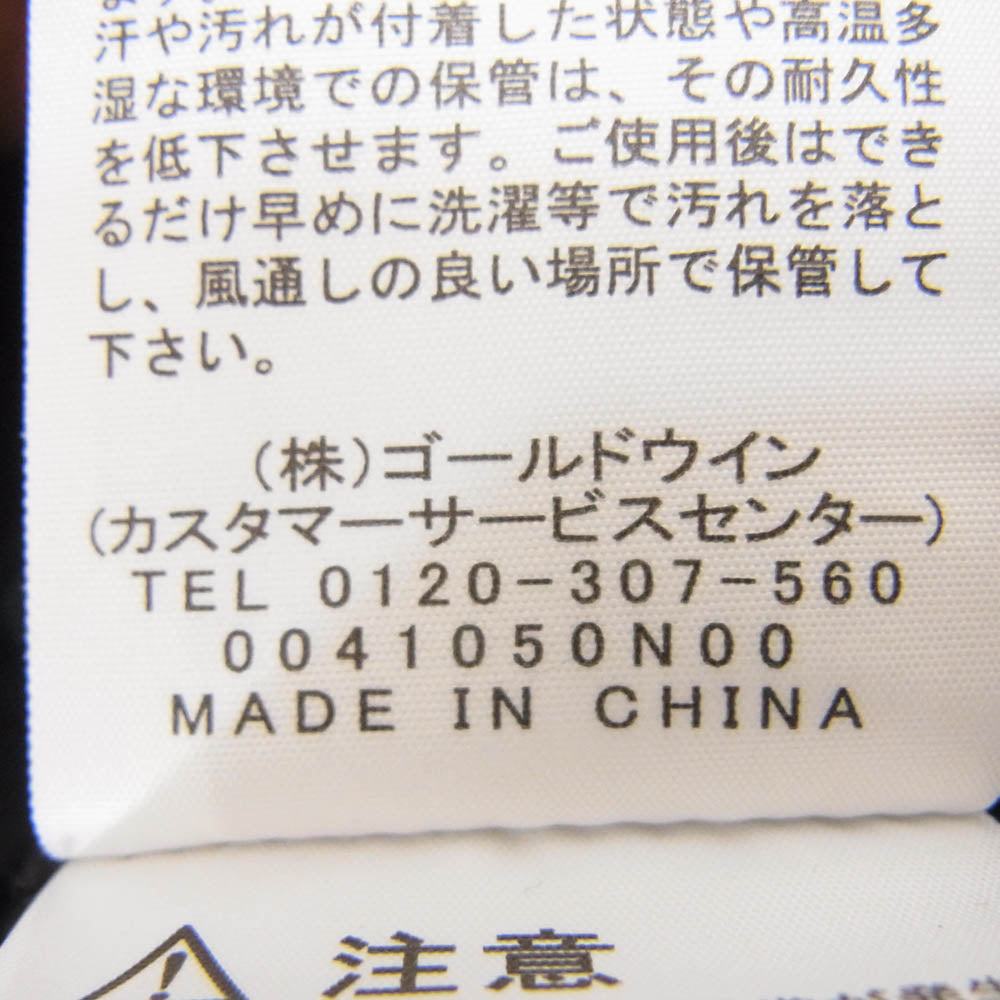 汗や汚れが付着した状態や高温多
湿な環境での保管は、その耐久性
を低下させます。ご使用後はでき
るだけ早めに洗濯等で汚れを落と
し、風通しの良い場所で保管して
下さい。
(株)ゴールドウイン
(カスタマーサービスセンター)
TEL 0120-307-560
0041050N00
MADE IN CHINA
注意